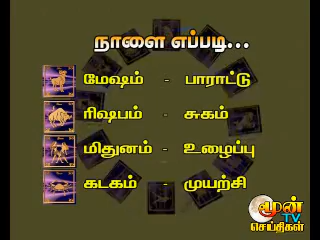 நாளை எப்படி...
மேஷம் - பாராட்டு
ரிஷபம் - சுகம்
மிதுனம் - உழைப்பு
கடகம் - முயற்சி
மூன்
TV
செய்திகள்